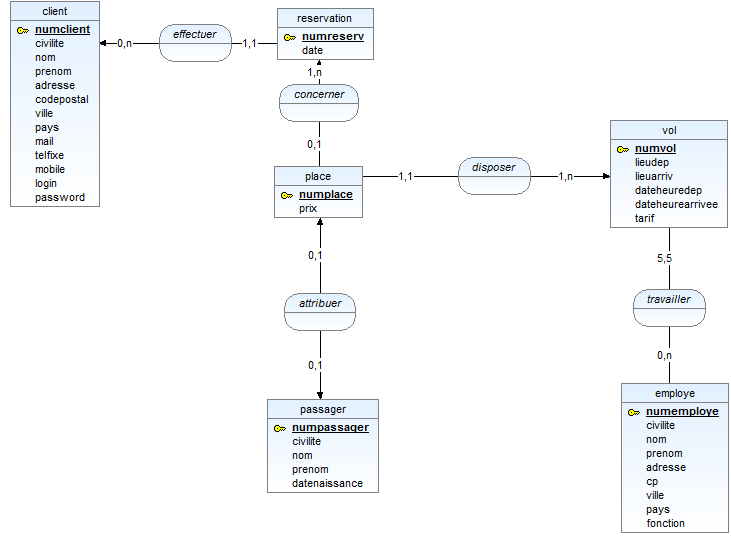 client
numclient
civilite
nom
prenom
adresse
codepostal
ville
pays
mail
telfixe
mobile
login
password
0,n
effectuer
1,1
reservation
numreserv
date
1,n
concerner
0,1
place
numplace
prix
1,1
disposer
1,n
vol
numvol
lieudep
lieuarriv
dateheuredep
dateheurearrivee
tarif
0,1
attribuer
0,1
passager
numpassager
civilite
nom
prenom
datenaissance
5,5
travailler
0,n
employe
numemploye
civilite
nom
prenom
adresse
cp
ville
pays
fonction